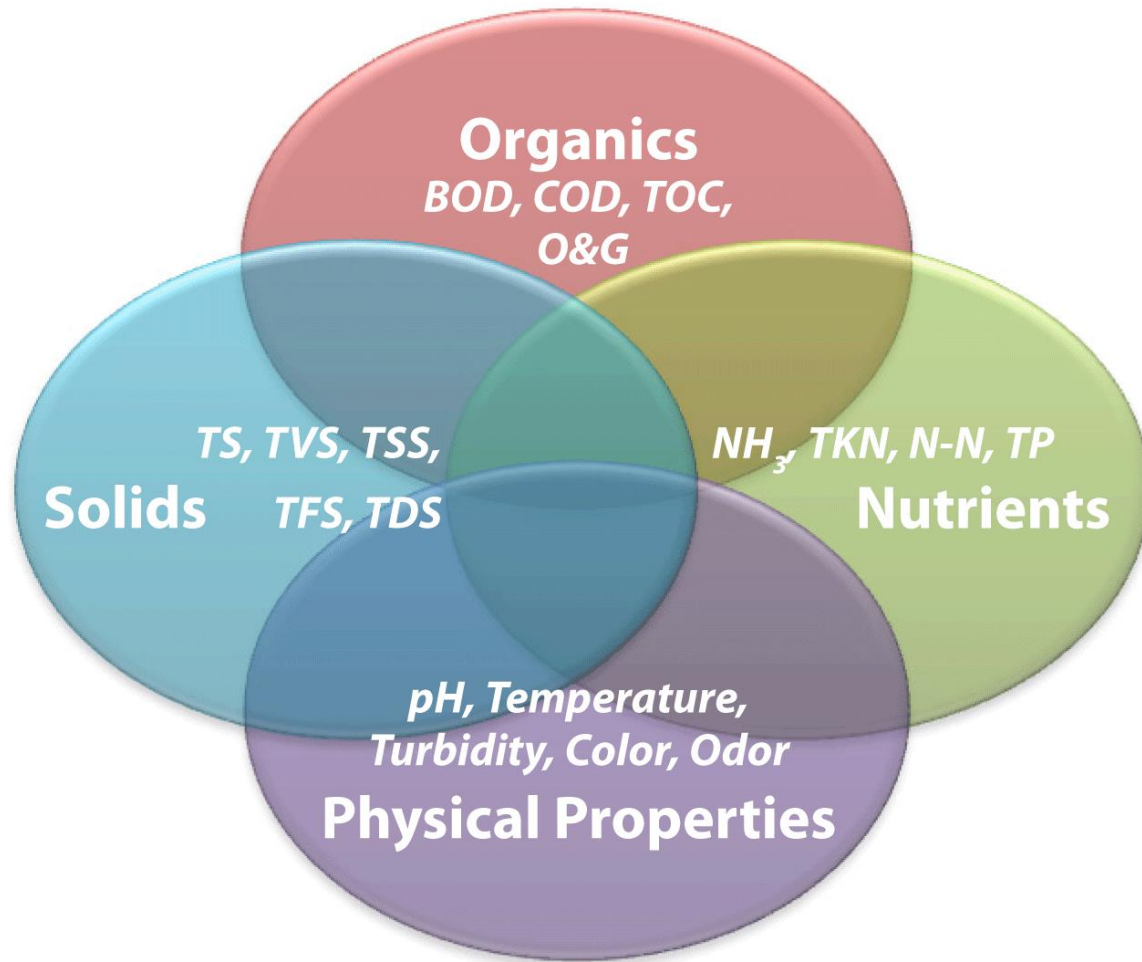 Organics
BOD, COD, TOC,
O&G
TS, TVS, TSS,
Solids TFS, TDS
NH₃, TKN, N-N, TP
Nutrients
pH, Temperature,
Turbidity, Color, Odor
Physical Properties